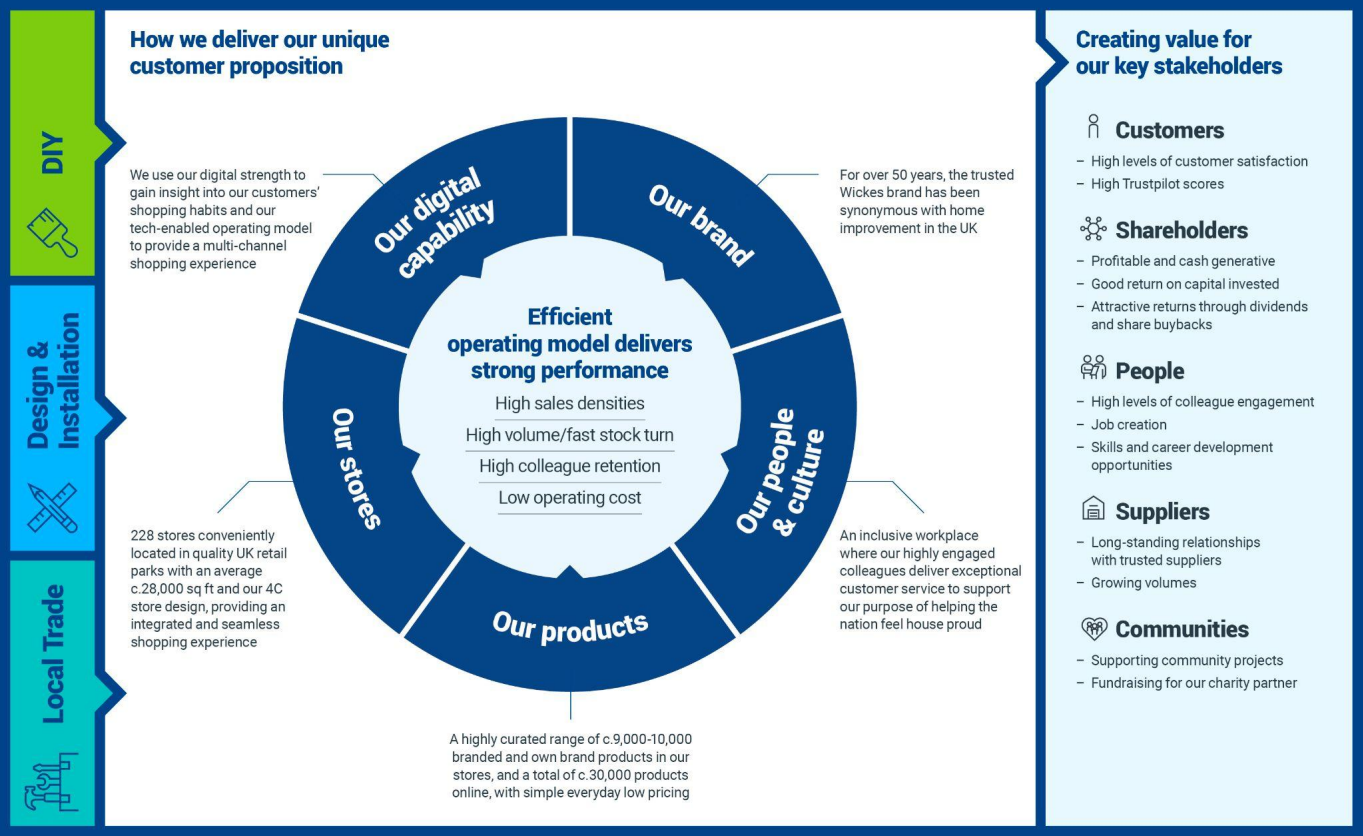 DIY
Design &
Installation
Local Trade
How we deliver our unique
customer proposition
We use our digital strength to
gain insight into our customers’
shopping habits and our
tech-enabled operating model
to provide a multi-channel
shopping experience
Our digital
capability
Our brand
For over 50 years, the trusted
Wickes brand has been
synonymous with home
improvement in the UK
Efficient
operating model delivers
strong performance
High sales densities
High volume/fast stock turn
High colleague retention
Low operating cost
Our stores
228 stores conveniently
located in quality UK retail
parks with an average
c.28,000 sq ft and our 4C
store design, providing an
integrated and seamless
shopping experience
Our people
& culture
An inclusive workplace
where our highly engaged
colleagues deliver exceptional
customer service to support
our purpose of helping the
nation feel house proud
Our products
A highly curated range of c.9,000-10,000
branded and own brand products in our
stores, and a total of c.30,000 products
online, with simple everyday low pricing
Creating value for
our key stakeholders
Customers
– High levels of customer satisfaction
– High Trustpilot scores
Shareholders
– Profitable and cash generative
– Good return on capital invested
– Attractive returns through dividends
and share buybacks
People
– High levels of colleague engagement
– Job creation
– Skills and career development
opportunities
Suppliers
– Long-standing relationships
with trusted suppliers
– Growing volumes
Communities
– Supporting community projects
– Fundraising for our charity partner